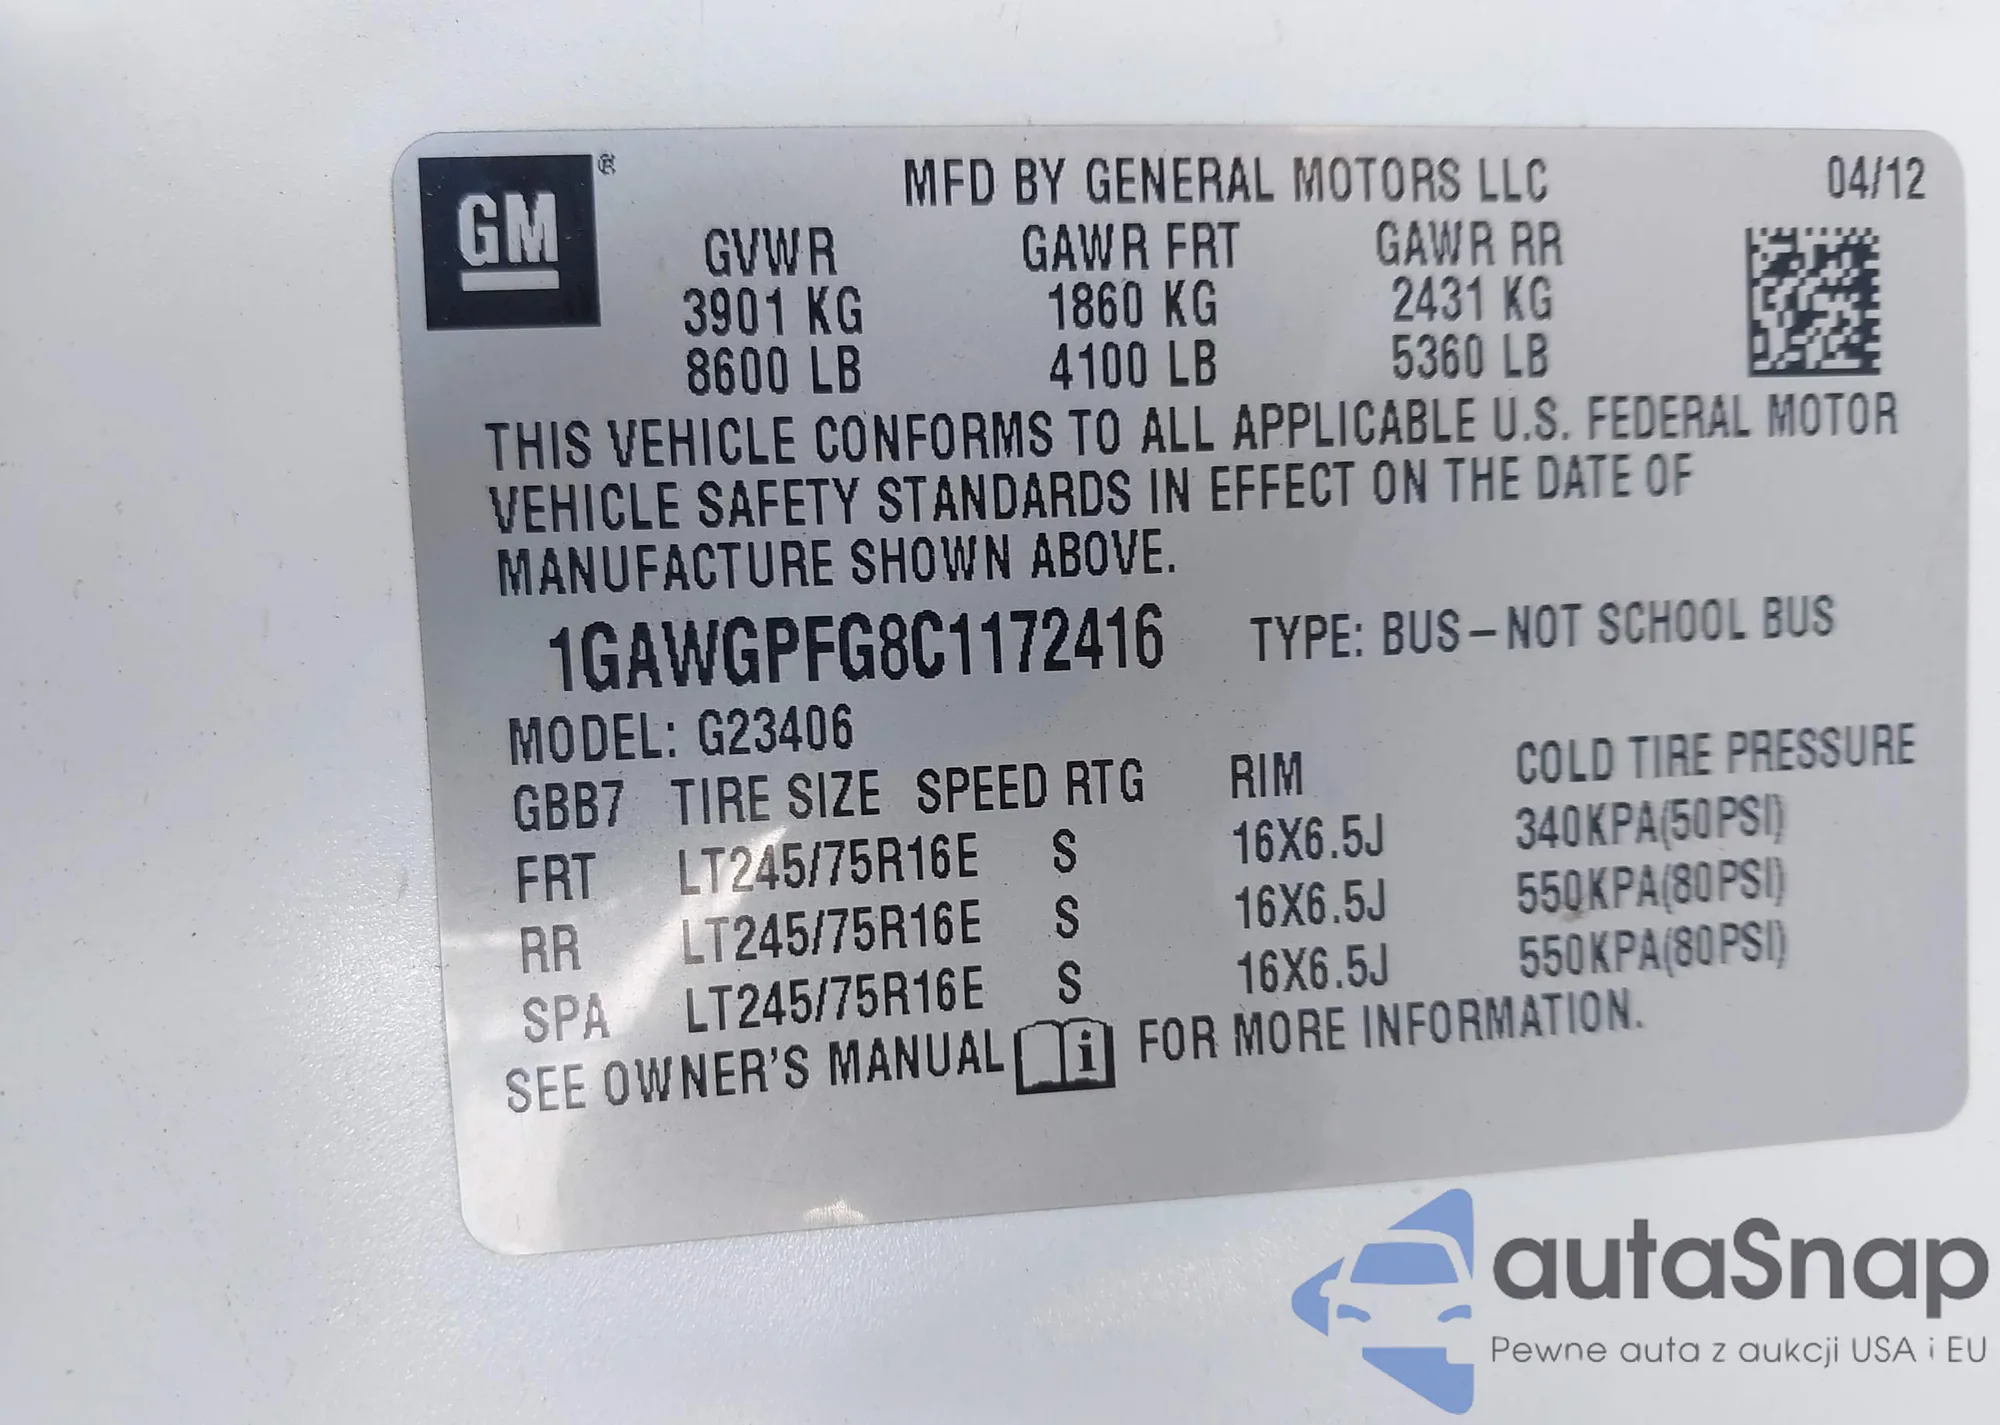 GM ®
MFD BY GENERAL MOTORS LLC 04/12
GVWR GAWR FRT GAWR RR
3901 KG 1860 KG 2431 KG
8600 LB 4100 LB 5360 LB
THIS VEHICLE CONFORMS TO ALL APPLICABLE U.S. FEDERAL MOTOR
VEHICLE SAFETY STANDARDS IN EFFECT ON THE DATE OF
MANUFACTURE SHOWN ABOVE.
1GAWGPFG8C1172416 TYPE: BUS-NOT SCHOOL BUS
MODEL: G23406
GBB7 TIRE SIZE SPEED RTG RIM COLD TIRE PRESSURE
FRT LT245/75R16E S 16X6.5J 340KPA(50PSI)
RR LT245/75R16E S 16X6.5J 550KPA(80PSI)
SPA LT245/75R16E S 16X6.5J 550KPA(80PSI)
SEE OWNER'S MANUAL i FOR MORE INFORMATION.
autaSnap
Pewne auta z aukcji USA i EU